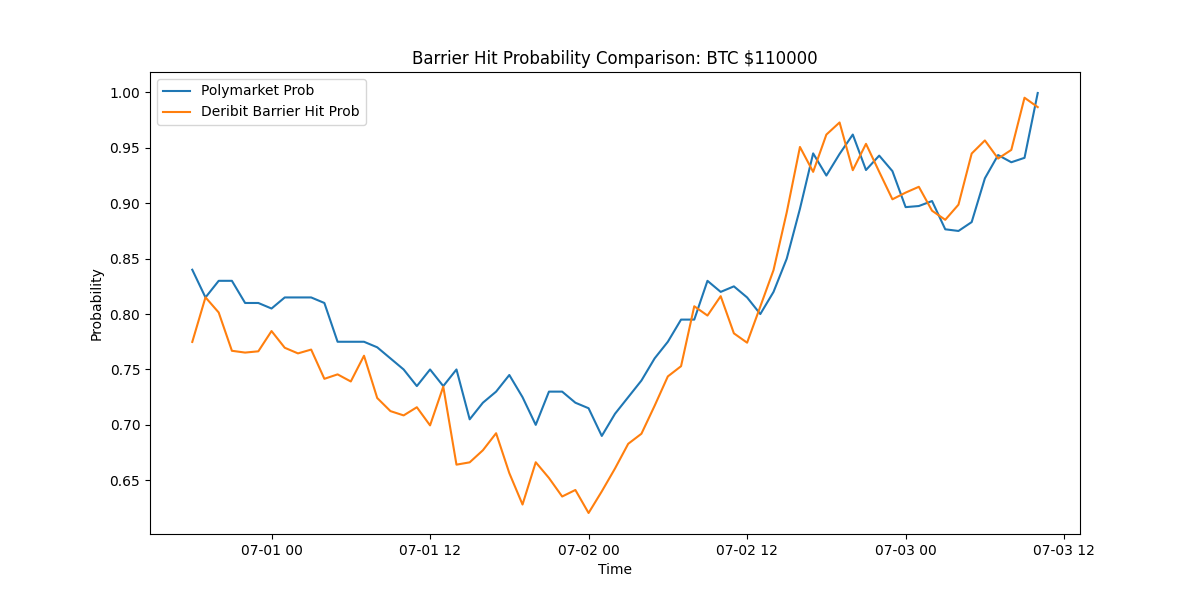 Barrier Hit Probability Comparison: BTC $110000
Polymarket Prob
Deribit Barrier Hit Prob
Probability
1.00
0.95
0.90
0.85
0.80
0.75
0.70
0.65
07-01 00
07-01 12
07-02 00
07-02 12
07-03 00
07-03 12
Time